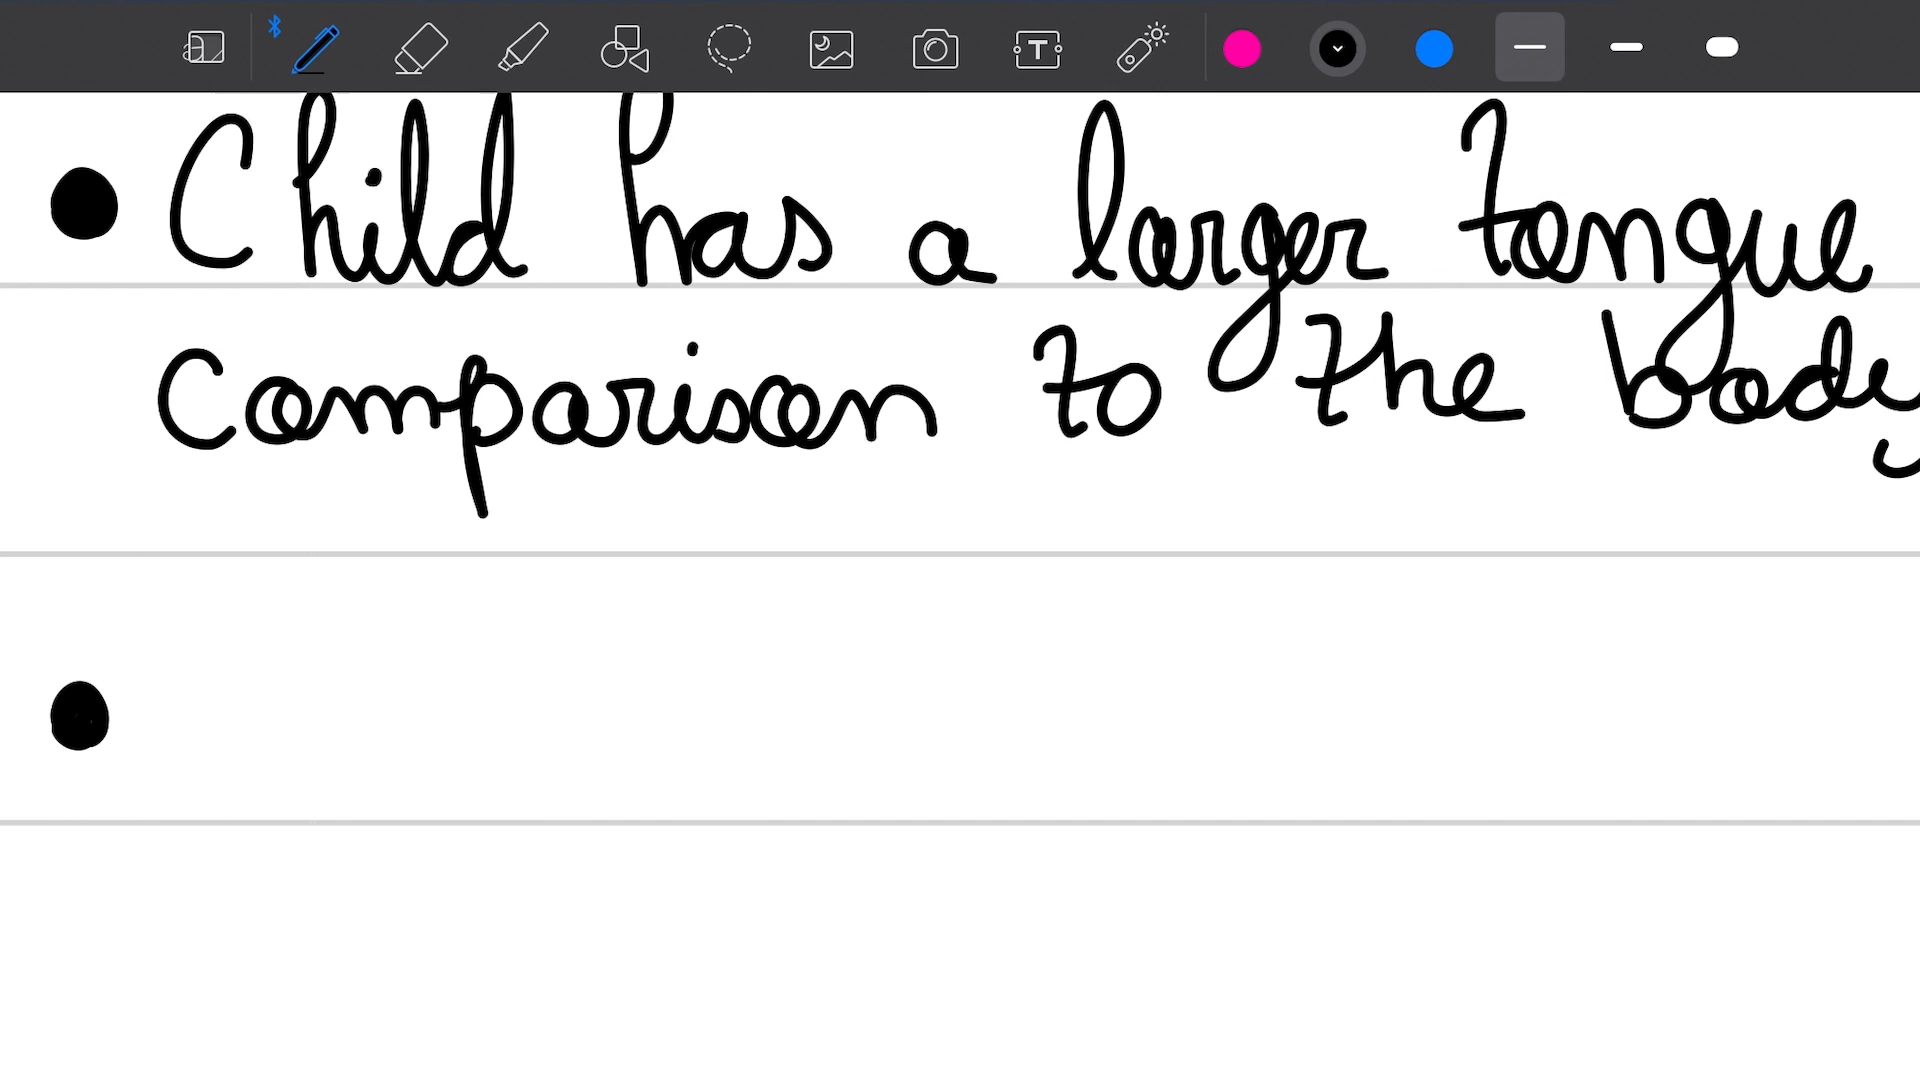 • Child has a larger tongue
comparison to the body
•